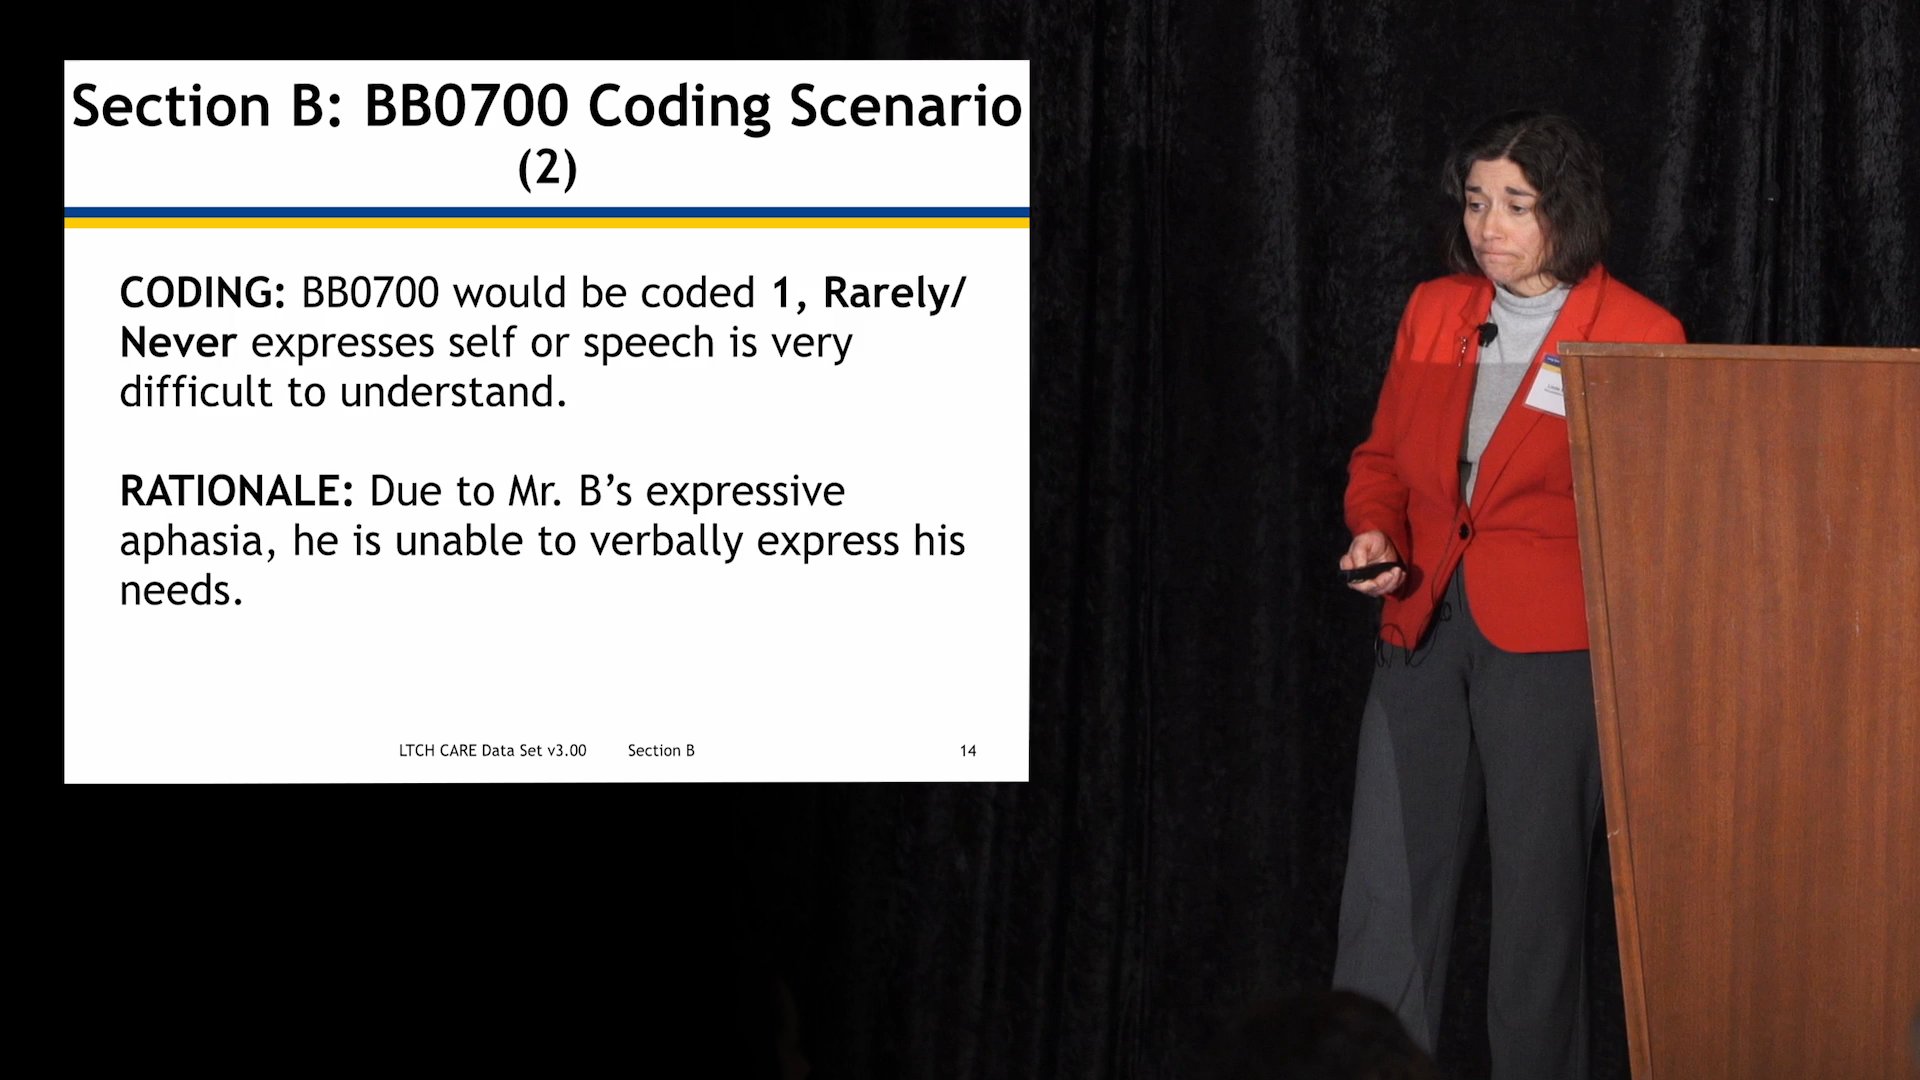 Section B: BB0700 Coding Scenario
(2)
CODING: BB0700 would be coded 1, Rarely/
Never expresses self or speech is very
difficult to understand.
RATIONALE: Due to Mr. B’s expressive
aphasia, he is unable to verbally express his
needs.
LTCH CARE Data Set v3.00 Section B 14